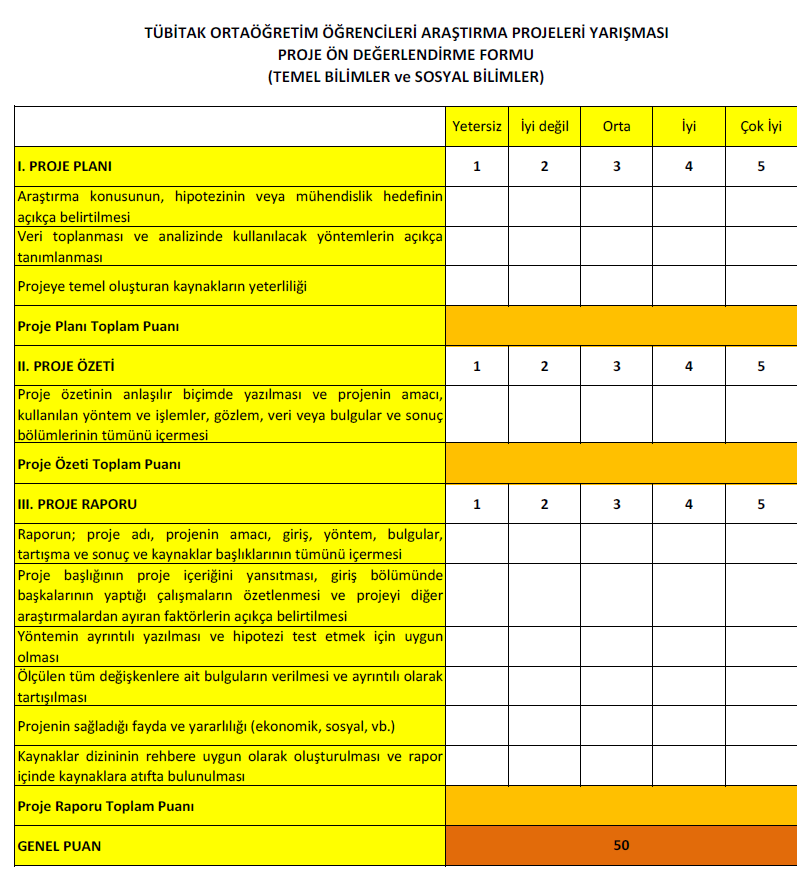 TÜBİTAK ORTAÖĞRETİM ÖĞRENCİLERİ ARAŞTIRMA PROJELERİ YARIŞMASI
PROJE ÖN DEĞERLENDİRME FORMU
(TEMEL BİLİMLER ve SOSYAL BİLİMLER)
Yetersiz İyi değil Orta İyi Çok İyi
I. PROJE PLANI 1 2 3 4 5
Araştırma konusunun, hipotezinin veya mühendislik hedefinin
açıkça belirtilmesi
Veri toplanması ve analizinde kullanılacak yöntemlerin açıkça
tanımlanması
Projeye temel oluşturan kaynakların yeterliliği
Proje Planı Toplam Puanı
II. PROJE ÖZETİ 1 2 3 4 5
Proje özetinin anlaşılır biçimde yazılması ve projenin amacı,
kullanılan yöntem ve işlemler, gözlem, veri veya bulgular ve sonuç
bölümlerinin tümünü içermesi
Proje Özeti Toplam Puanı
III. PROJE RAPORU 1 2 3 4 5
Raporun; proje adı, projenin amacı, giriş, yöntem, bulgular,
tartışma ve sonuç ve kaynaklar başlıklarının tümünü içermesi
Proje başlığının proje içeriğini yansıtması, giriş bölümünde
başkalarının yaptığı çalışmaların özetlenmesi ve projeyi diğer
araştırmalardan ayıran faktörlerin açıkça belirtilmesi
Yöntemin ayrıntılı yazılması ve hipotezi test etmek için uygun
olması
Ölçülen tüm değişkenlere ait bulguların verilmesi ve ayrıntılı olarak
tartışılması
Projenin sağladığı fayda ve yararlılığı (ekonomik, sosyal, vb.)
Kaynaklar dizininin rehbere uygun olarak oluşturulması ve rapor
içinde kaynaklara atıfta bulunulması
Proje Raporu Toplam Puanı
GENEL PUAN 50